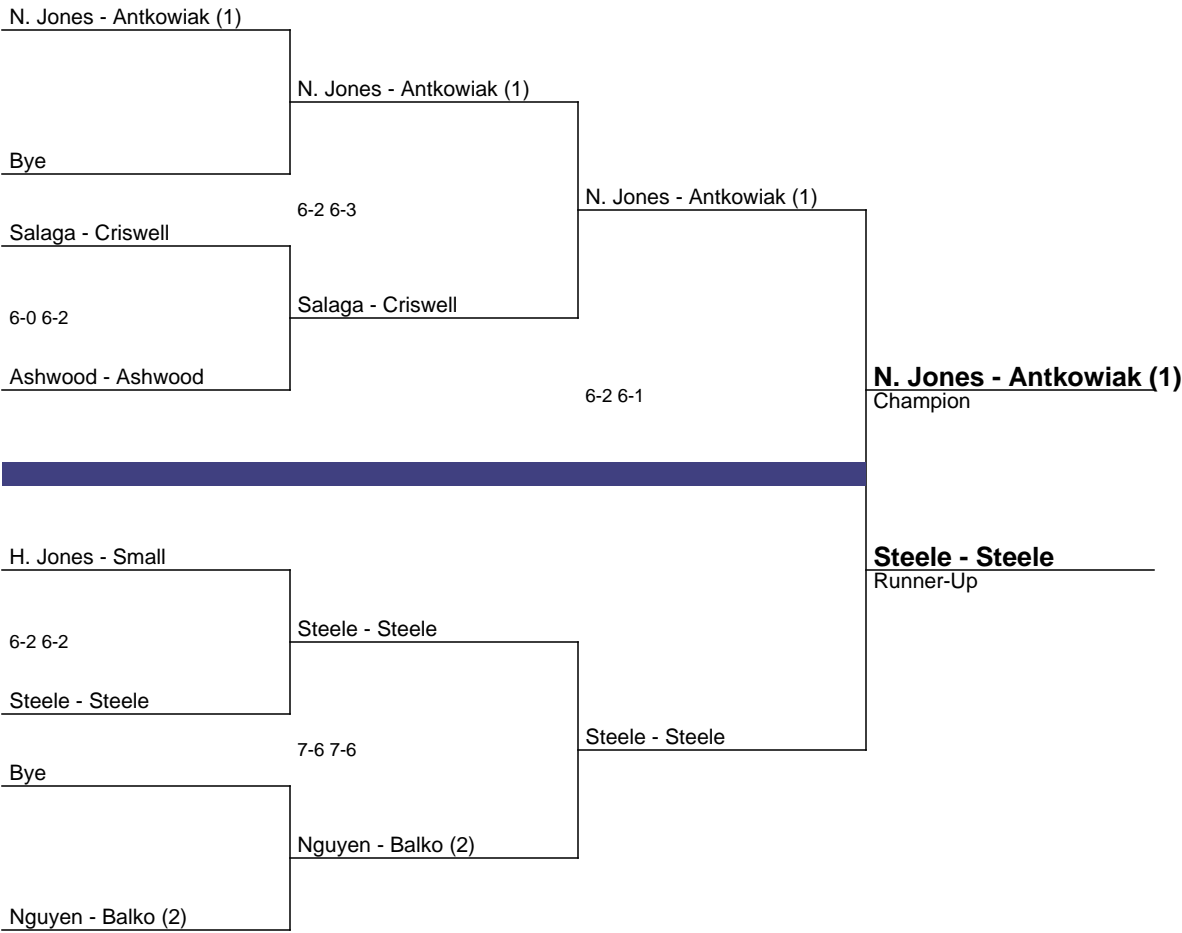 N. Jones - Antkowiak (1)
N. Jones - Antkowiak (1)
Bye
N. Jones - Antkowiak (1)
6-2 6-3
Salaga - Criswell
Salaga - Criswell
6-0 6-2
Ashwood - Ashwood
N. Jones - Antkowiak (1)
6-2 6-1
Champion
H. Jones - Small
Steele - Steele
Runner-Up
Steele - Steele
6-2 6-2
Steele - Steele
Steele - Steele
7-6 7-6
Bye
Nguyen - Balko (2)
Nguyen - Balko (2)